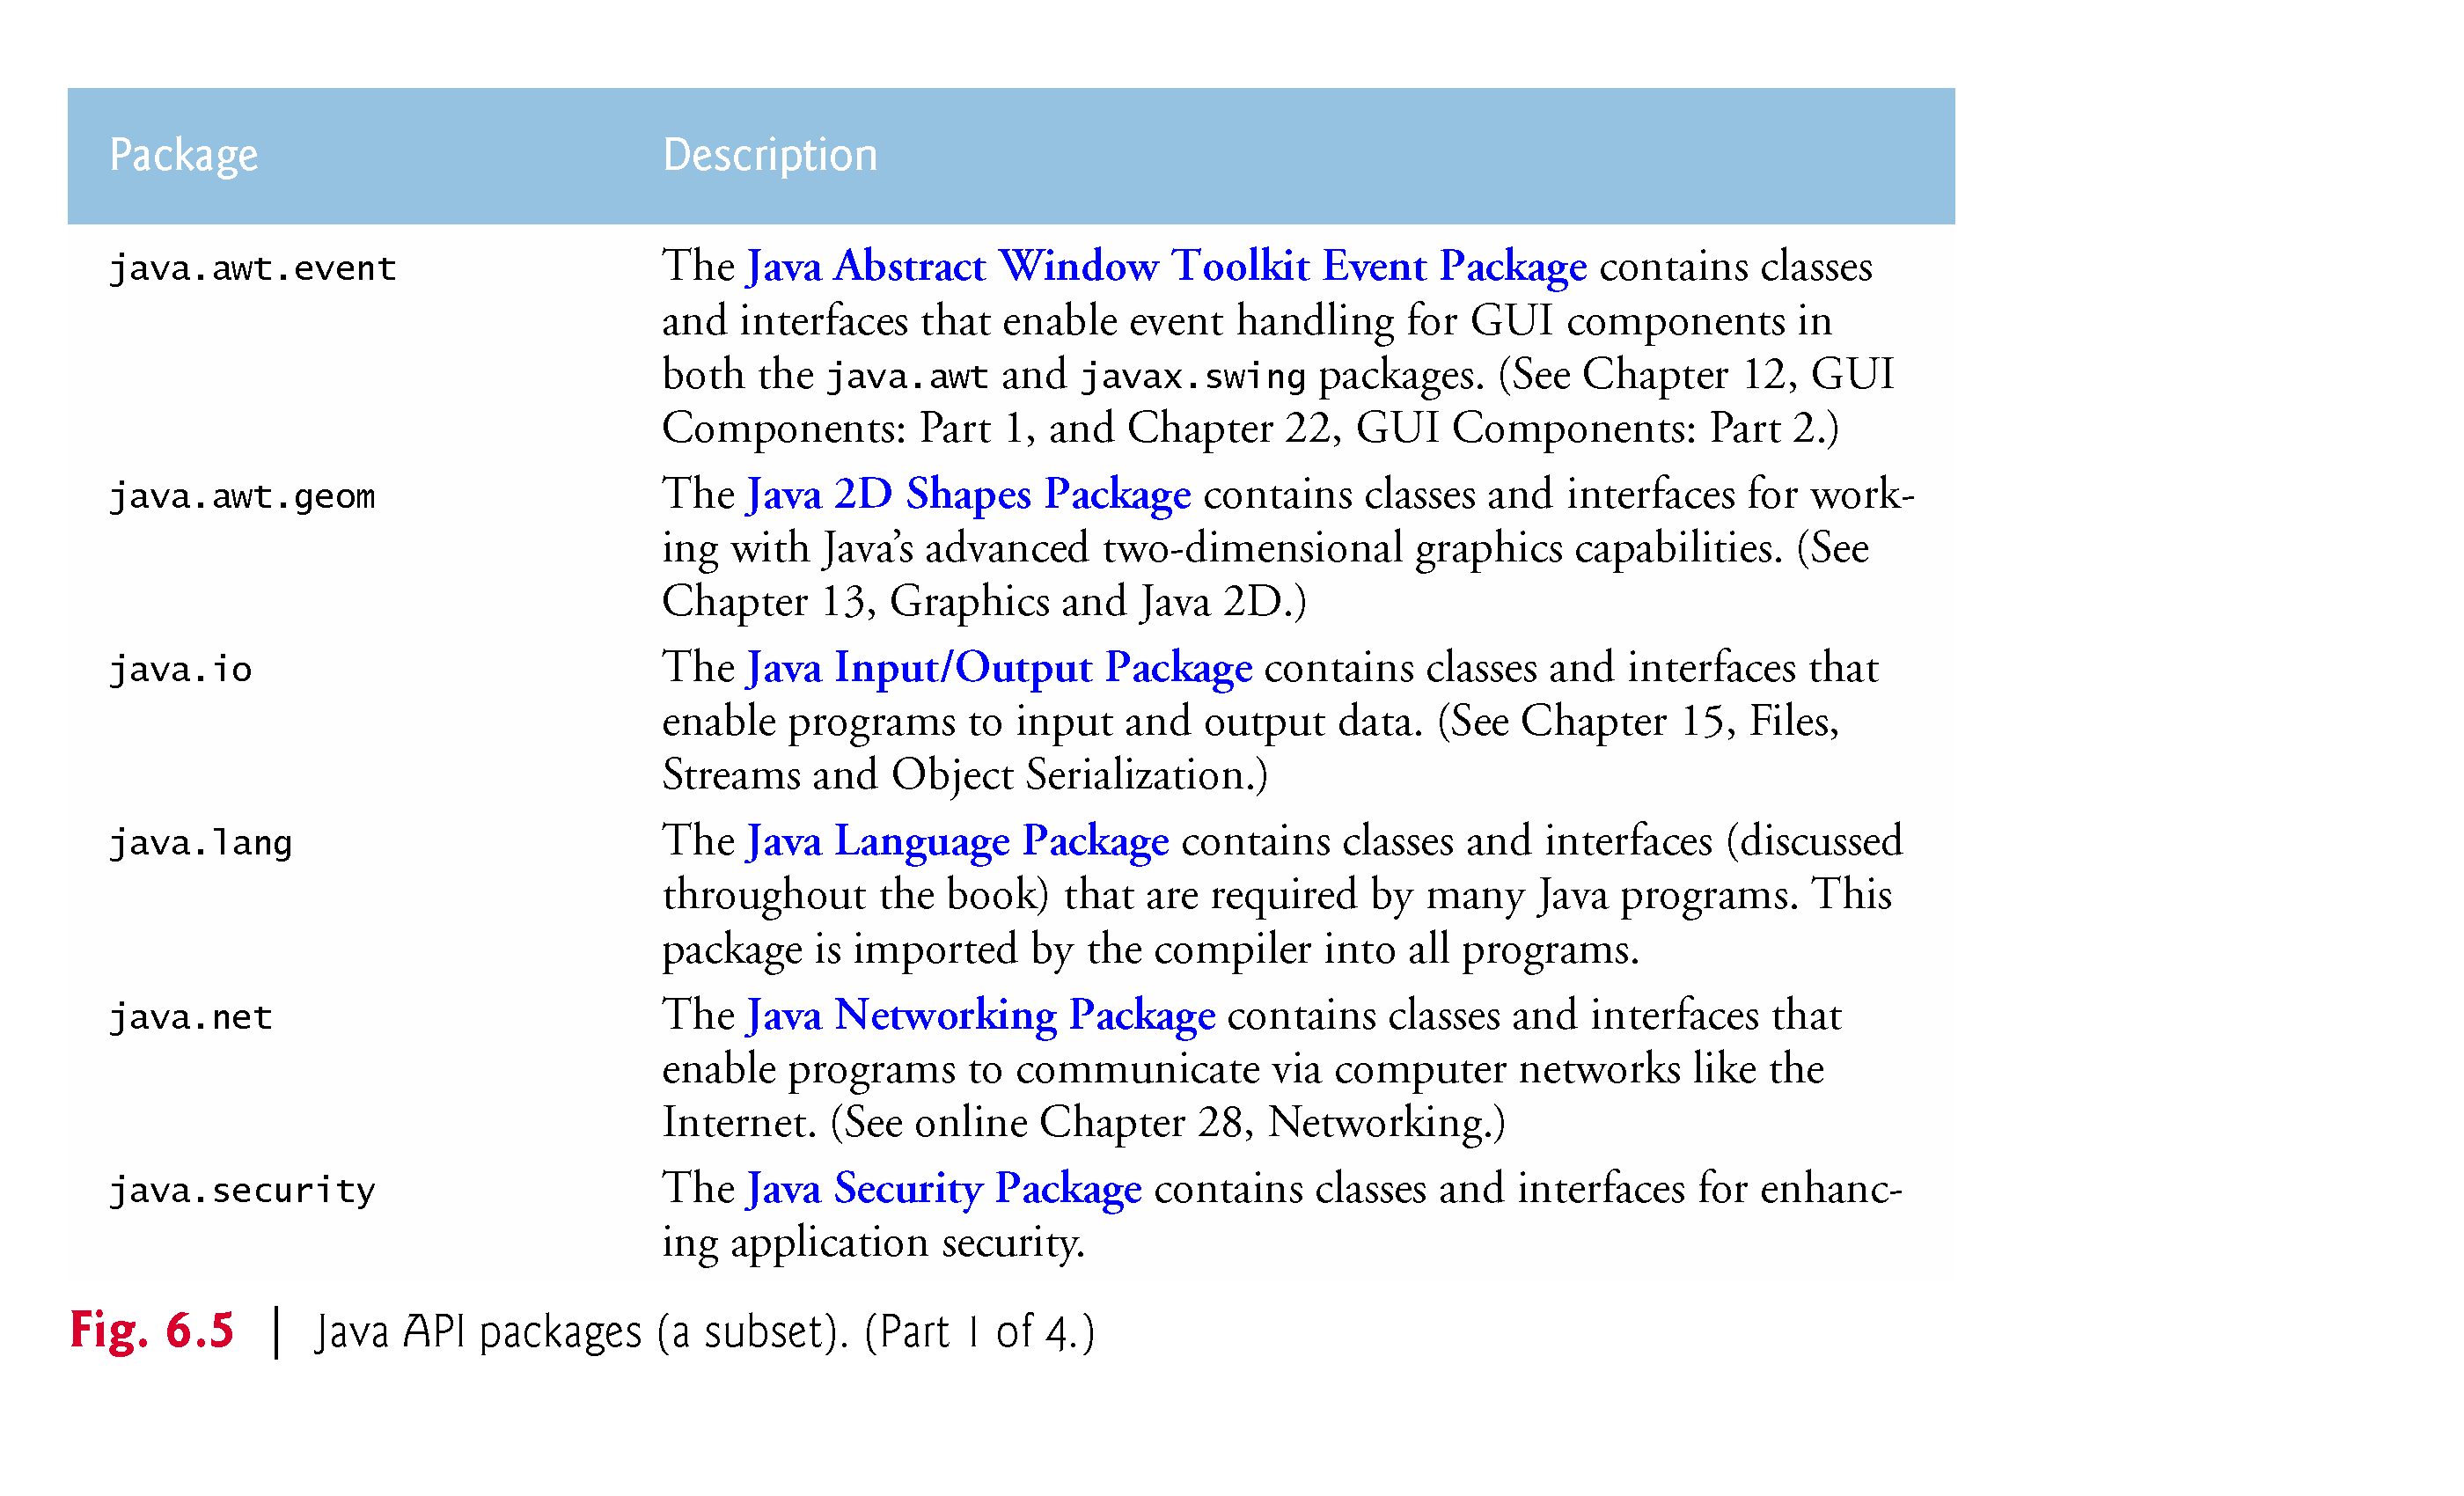 Package Description
java.awt.event The Java Abstract Window Toolkit Event Package contains classes
and interfaces that enable event handling for GUI components in
both the java.awt and javax.swing packages. (See Chapter 12, GUI
Components: Part 1, and Chapter 22, GUI Components: Part 2.)
java.awt.geom The Java 2D Shapes Package contains classes and interfaces for work-
ing with Java’s advanced two-dimensional graphics capabilities. (See
Chapter 13, Graphics and Java 2D.)
java.io The Java Input/Output Package contains classes and interfaces that
enable programs to input and output data. (See Chapter 15, Files,
Streams and Object Serialization.)
java.lang The Java Language Package contains classes and interfaces (discussed
throughout the book) that are required by many Java programs. This
package is imported by the compiler into all programs.
java.net The Java Networking Package contains classes and interfaces that
enable programs to communicate via computer networks like the
Internet. (See online Chapter 28, Networking.)
java.security The Java Security Package contains classes and interfaces for enhanc-
ing application security.
Fig. 6.5 | Java API packages (a subset). (Part 1 of 4.)